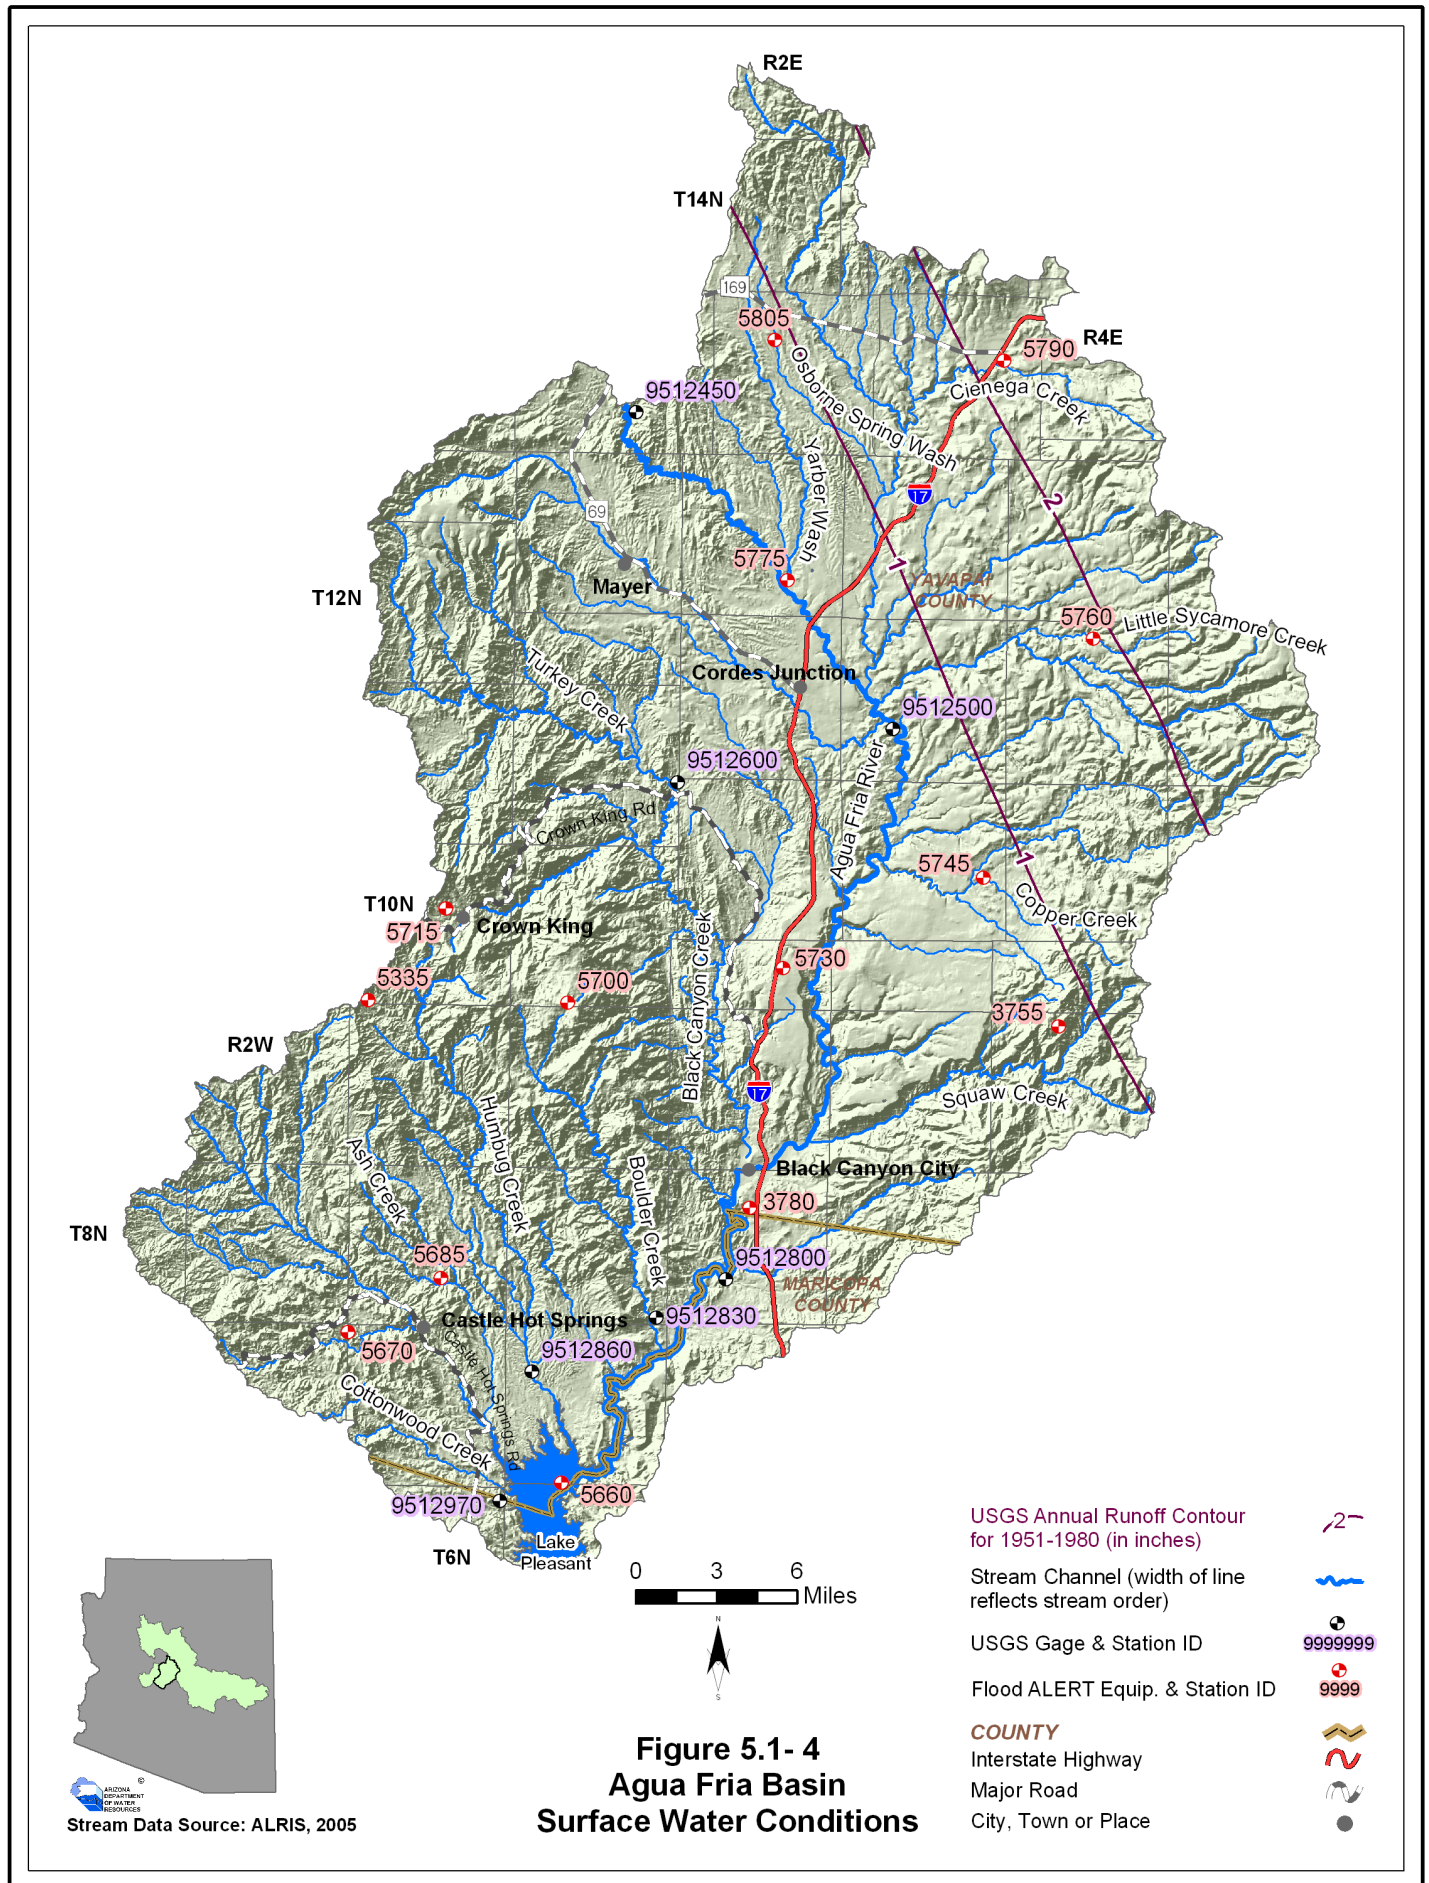 R2E
T14N
169
5805
R4E
5790
9512450
Osborne Spring Wash
Cienega Creek
Yarber Wash
17
2
69
5775
1
YAVAPAI
COUNTY
Mayer
T12N
5760
Little Sycamore Creek
Turkey Creek
Cordes Junction
9512500
9512600
Agua Fria River
Crown King Rd
5745
1
Copper Creek
T10N
5715
Crown King
Black Canyon Creek
5730
5335
5700
3755
R2W
17
Squaw Creek
Humbug Creek
Ash Creek
Boulder Creek
Black Canyon City
3780
T8N
5685
9512800
MARICOPA
COUNTY
Castle Hot Springs
9512830
5670
9512860
Castle Hot Springs Rd
Cottonwood Creek
5660
9512970
Lake
Pleasant
T6N
0 3 6
Miles
N
S
USGS Annual Runoff Contour
for 1951-1980 (in inches)
2
Stream Channel (width of line
reflects stream order)
USGS Gage & Station ID
9999999
Flood ALERT Equip. & Station ID
9999
COUNTY
Interstate Highway
Major Road
City, Town or Place
Figure 5.1- 4
Agua Fria Basin
Surface Water Conditions
©
ARIZONA
DEPARTMENT
OF WATER
RESOURCES
Stream Data Source: ALRIS, 2005